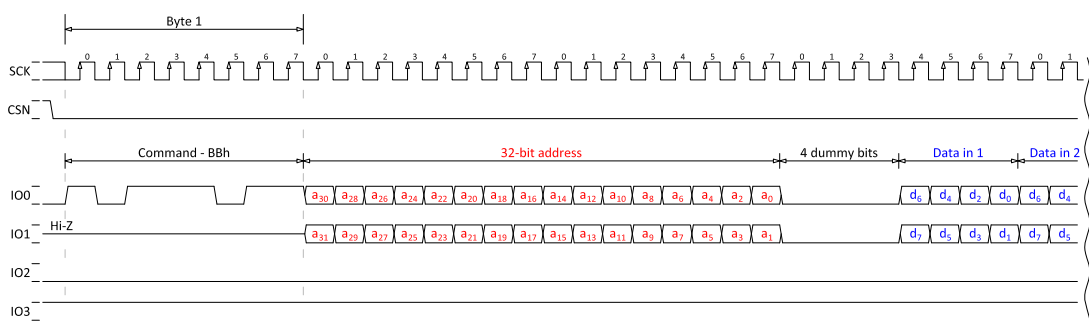 Byte 1
0 1 2 3 4 5 6 7 0 1 2 3 4 5 6 7 0 1 2 3 4 5 6 7 0 1 2 3 4 5 6 7 0 1
SCK
CSN
Command - BBh 32-bit address 4 dummy bits Data in 1 Data in 2
IO0 a30 a28 a26 a24 a22 a20 a18 a16 a14 a12 a10 a8 a6 a4 a2 a0 d6 d4 d2 d0 d6 d4
Hi-Z
IO1 a31 a29 a27 a25 a23 a21 a19 a17 a15 a13 a11 a9 a7 a5 a3 a1 d7 d5 d3 d1 d7 d5
IO2
IO3